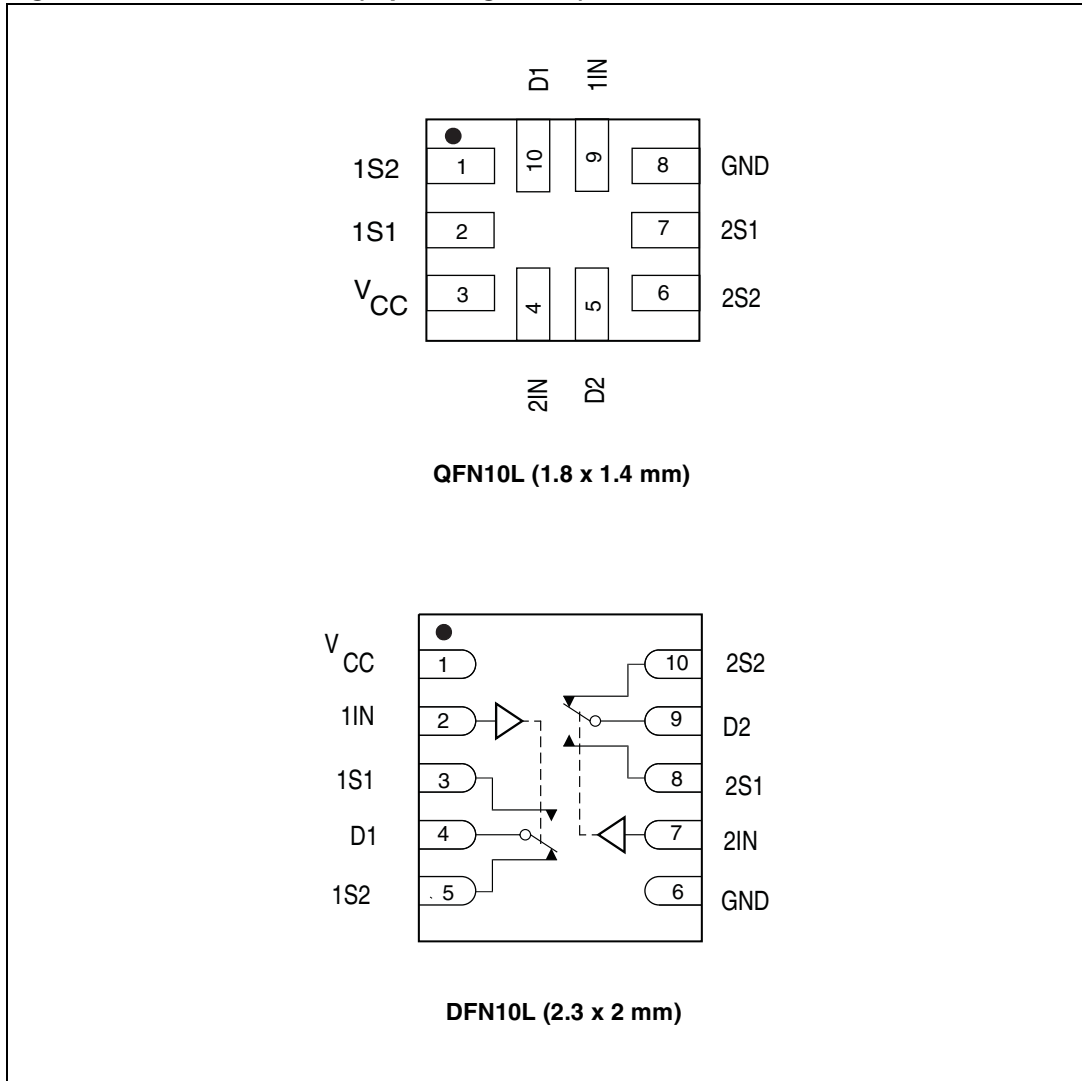 D1 1IN
1S2 1 10 9 8 GND
1S1 2 7 2S1
VCC 3 4 5 6 2S2
2IN D2
QFN10L (1.8 x 1.4 mm)
VCC 1 10 2S2
1IN 2 9 D2
1S1 3 8 2S1
D1 4 7 2IN
1S2 5 6 GND
DFN10L (2.3 x 2 mm)